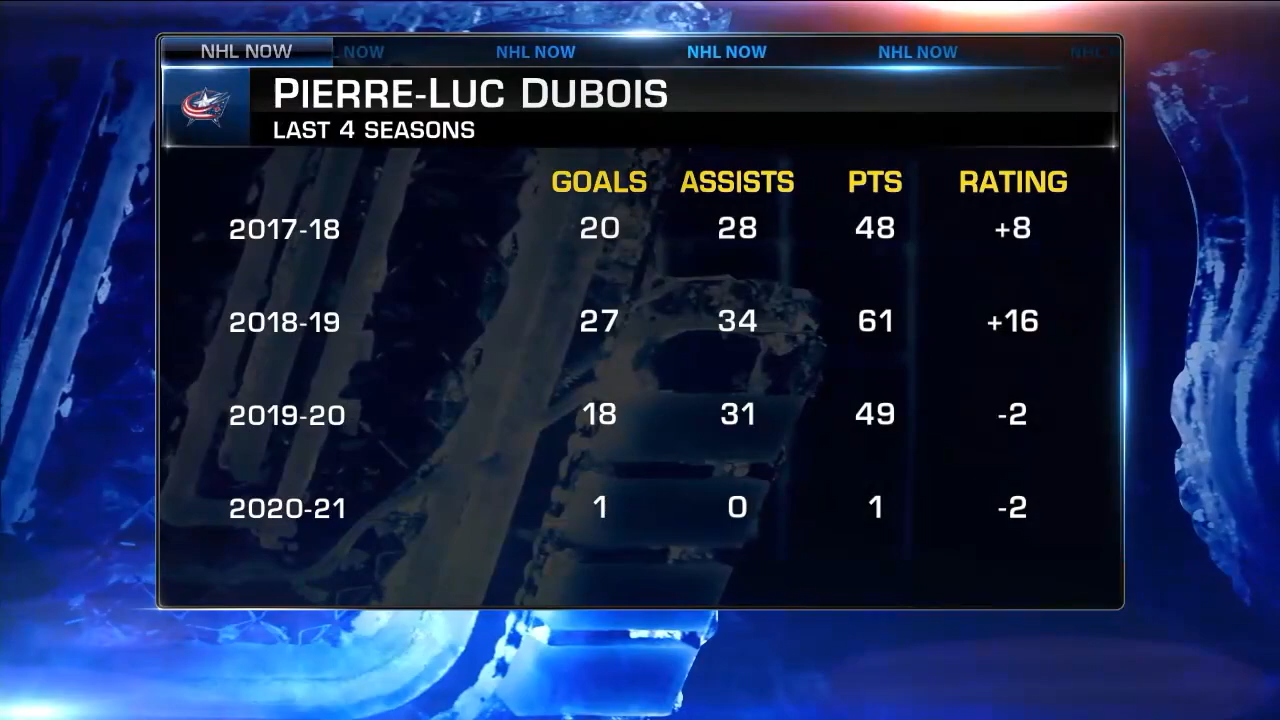 NHL NOW NOW NHL NOW NHL NOW NHL NOW NHL
PIERRE-LUC DUBOIS
LAST 4 SEASONS
GOALS ASSISTS PTS RATING
2017-18 20 28 48 +8
2018-19 27 34 61 +16
2019-20 18 31 49 -2
2020-21 1 0 1 -2